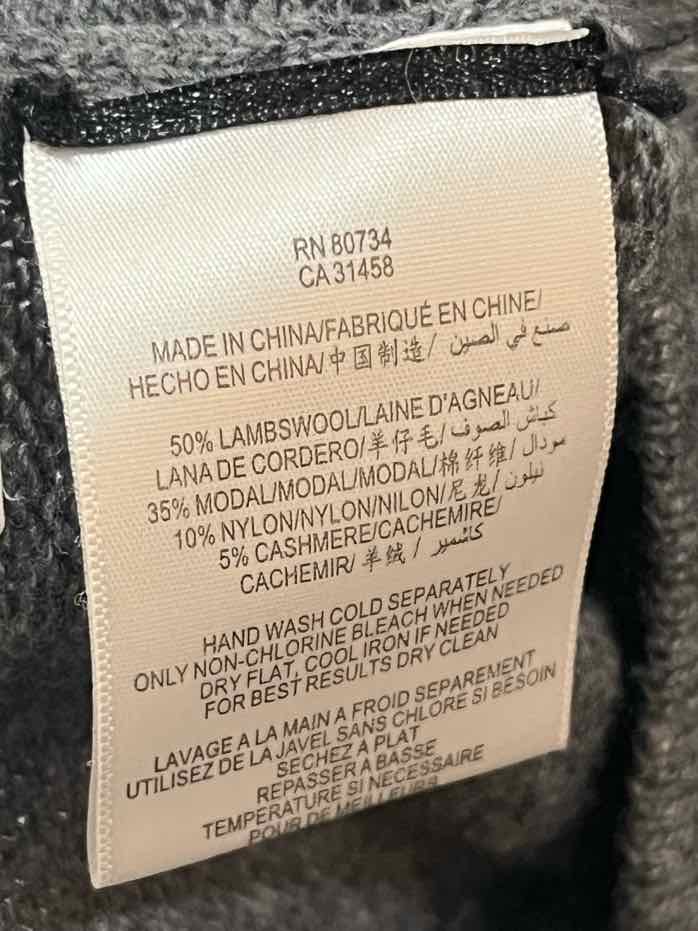 RN 80734
CA 31458
MADE IN CHINA/FABRIQUÉ EN CHINE/
HECHO EN CHINA/中国制造/ صنع في الصين
50% LAMBSWOOL/LAINE D'AGNEAU/
LANA DE CORDERO/羊仔毛/كباش الصوف
35% MODAL/MODAL/MODAL/棉纤维/مودال
10% NYLON/NYLON/NILON/尼龙/نيلون
5% CASHMERE/CACHEMIRE/
CACHEMIR/羊绒/كاشمير
HAND WASH COLD SEPARATELY
ONLY NON-CHLORINE BLEACH WHEN NEEDED
DRY FLAT, COOL IRON IF NEEDED
FOR BEST RESULTS DRY CLEAN
LAVAGE A LA MAIN A FROID SEPAREMENT
UTILISEZ DE LA JAVEL SANS CHLORE SI BESOIN
SECHEZ A PLAT
REPASSER A BASSE
TEMPERATURE SI NECESSAIRE
POUR DE MEILLEURS